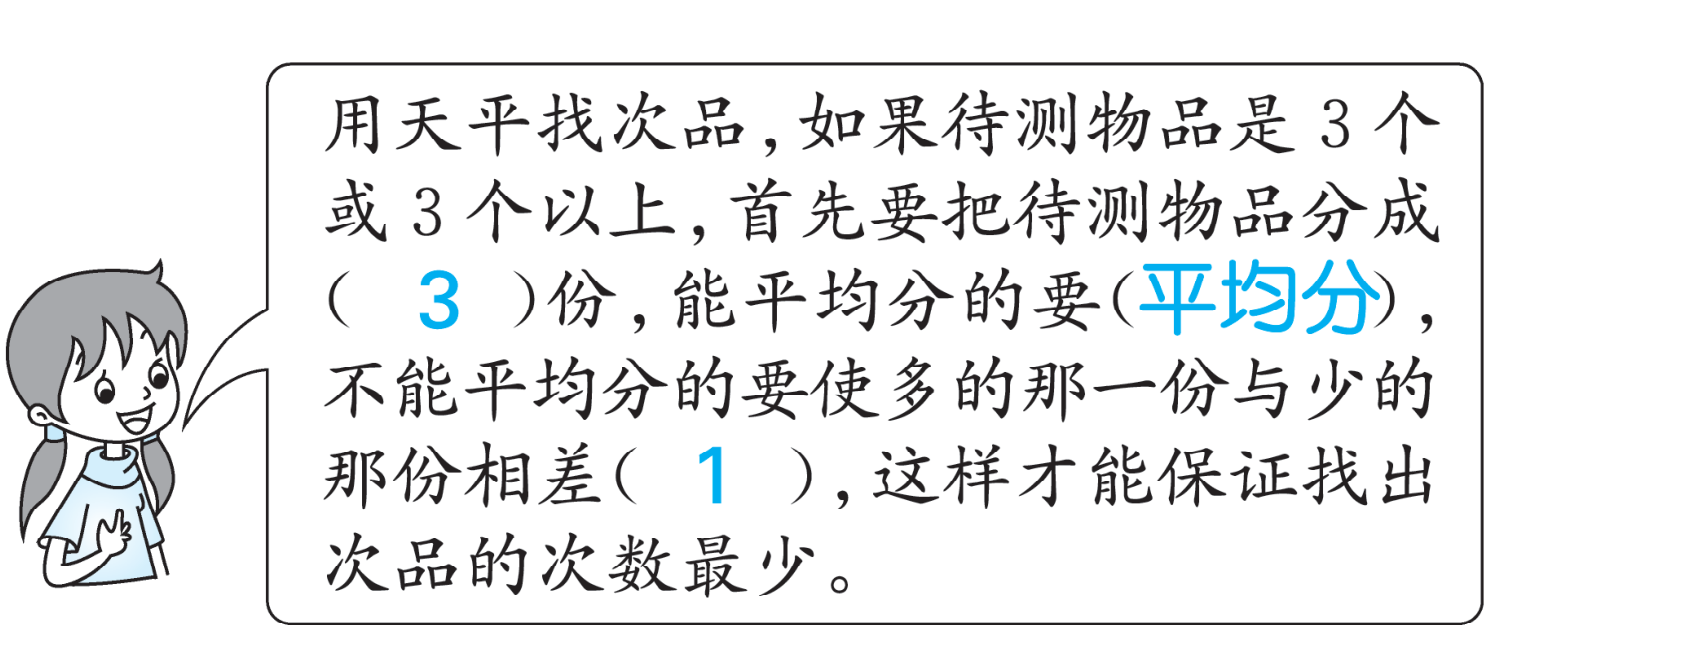 用天平找次品,如果待测物品是 3 个
或 3 个以上,首先要把待测物品分成
( 3 )份,能平均分的要(平均分),
不能平均分的要使多的那一份与少的
那份相差( 1 ),这样才能保证找出
次品的次数最少。